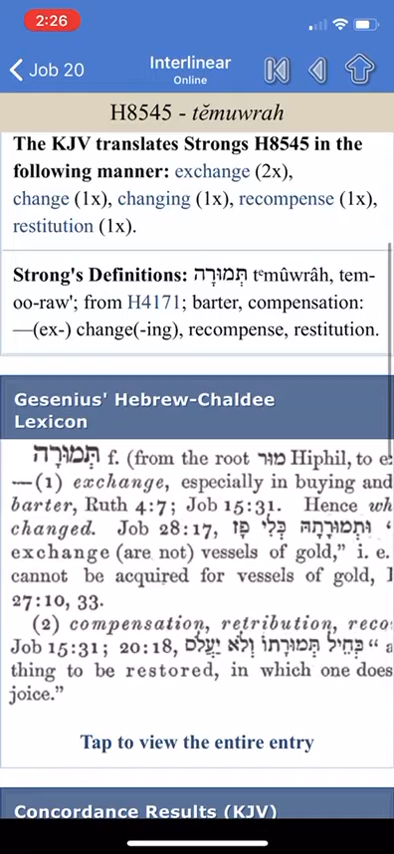 2:26
Job 20
Interlinear
Online
H8545 - tĕmuwrah
The KJV translates Strongs H8545 in the
following manner: exchange (2x),
change (1x), changing (1x), recompense (1x),
restitution (1x).
Strong's Definitions: תְּמוּרָה tᵉmûwrâh, tem-
oo-raw'; from H4171; barter, compensation:
—(ex-) change(-ing), recompense, restitution.
Gesenius' Hebrew-Chaldee
Lexicon
תְּמוּרָה f. (from the root מוּר Hiphil, to e
—(1) exchange, especially in buying and
barter, Ruth 4:7; Job 15:31. Hence wh
changed. Job 28:17, וּתְמוּרָתָהּ כְּלִי פָז “
exchange (are not) vessels of gold,” i. e.
cannot be acquired for vessels of gold,
27:10, 33.
(2) compensation, retribution, reco
Job 15:31; 20:18, כְּחֵיל תְּמוּרָתוֹ וְלֹא יַעֲלֹס “ a
thing to be restored, in which one does
joice.”
Tap to view the entire entry
Concordance Results (KJV)